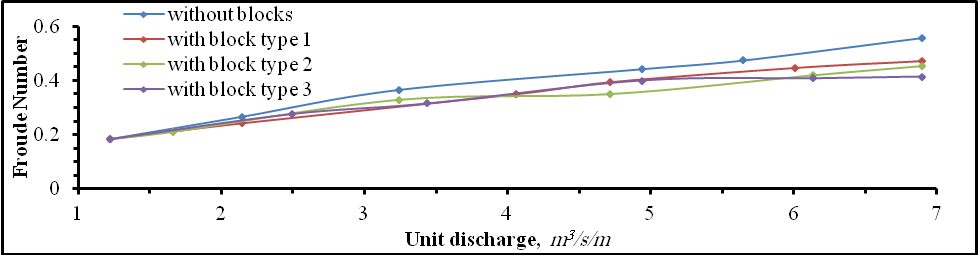 0.6
0.4
0.2
0
Froude Number
without blocks
with block type 1
with block type 2
with block type 3
1 2 3 4 5 6 7
Unit discharge, m³/s/m